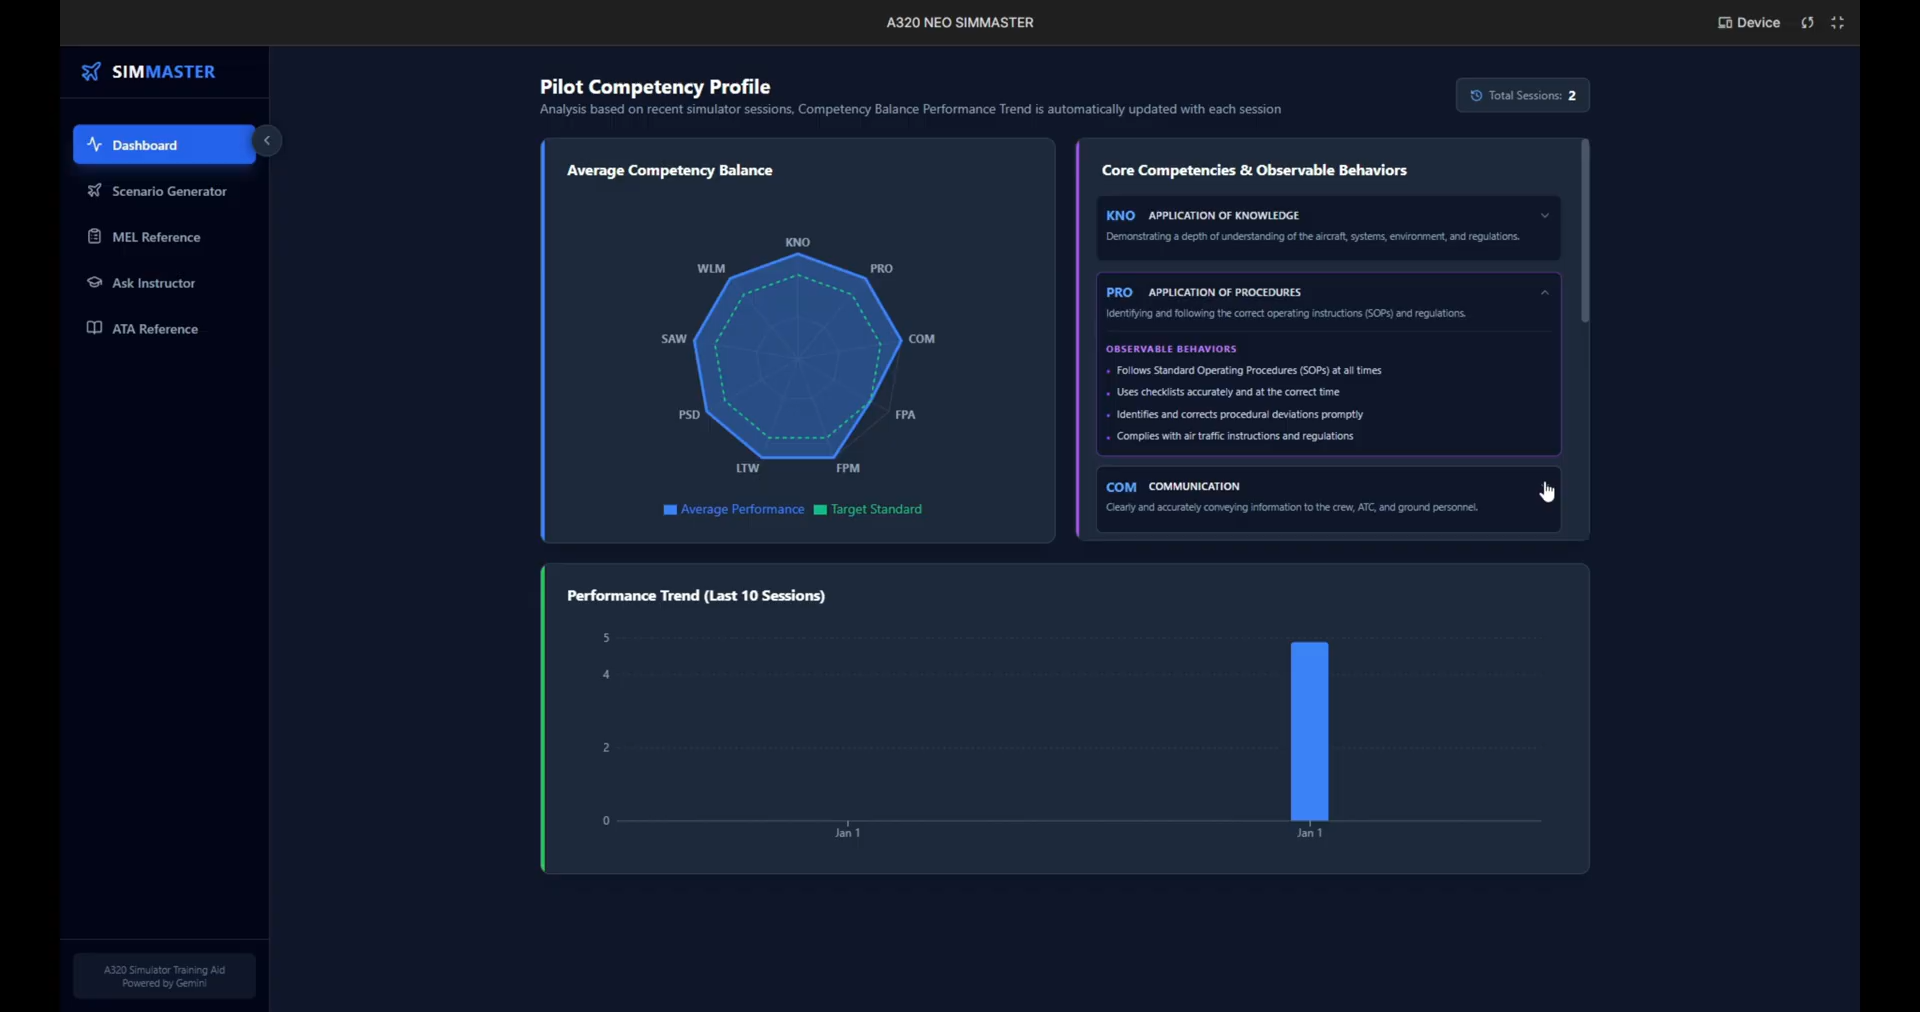 A320 NEO SIMMASTER
Device
SIMMASTER
Dashboard
Scenario Generator
MEL Reference
Ask Instructor
ATA Reference
A320 Simulator Training Aid
Powered by Gemini
Pilot Competency Profile
Analysis based on recent simulator sessions, Competency Balance Performance Trend is automatically updated with each session
Total Sessions: 2
Average Competency Balance
KNO
PRO
COM
FPA
FPM
LTW
PSD
SAW
WLM
Average Performance
Target Standard
Core Competencies & Observable Behaviors
KNO APPLICATION OF KNOWLEDGE
Demonstrating a depth of understanding of the aircraft, systems, environment, and regulations.
PRO APPLICATION OF PROCEDURES
Identifying and following the correct operating instructions (SOPs) and regulations.
OBSERVABLE BEHAVIORS
• Follows Standard Operating Procedures (SOPs) at all times
• Uses checklists accurately and at the correct time
• Identifies and corrects procedural deviations promptly
• Complies with air traffic instructions and regulations
COM COMMUNICATION
Clearly and accurately conveying information to the crew, ATC, and ground personnel.
Performance Trend (Last 10 Sessions)
5
4
2
0
Jan 1
Jan 1